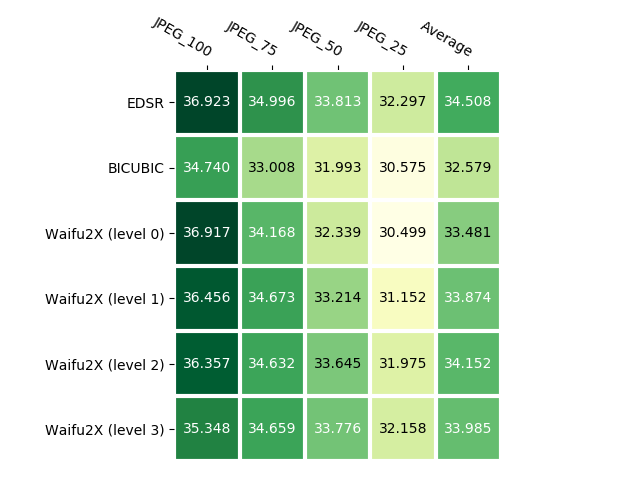 JPEG_100 JPEG_75 JPEG_50 JPEG_25 Average
EDSR 36.923 34.996 33.813 32.297 34.508
BICUBIC 34.740 33.008 31.993 30.575 32.579
Waifu2X (level 0) 36.917 34.168 32.339 30.499 33.481
Waifu2X (level 1) 36.456 34.673 33.214 31.152 33.874
Waifu2X (level 2) 36.357 34.632 33.645 31.975 34.152
Waifu2X (level 3) 35.348 34.659 33.776 32.158 33.985